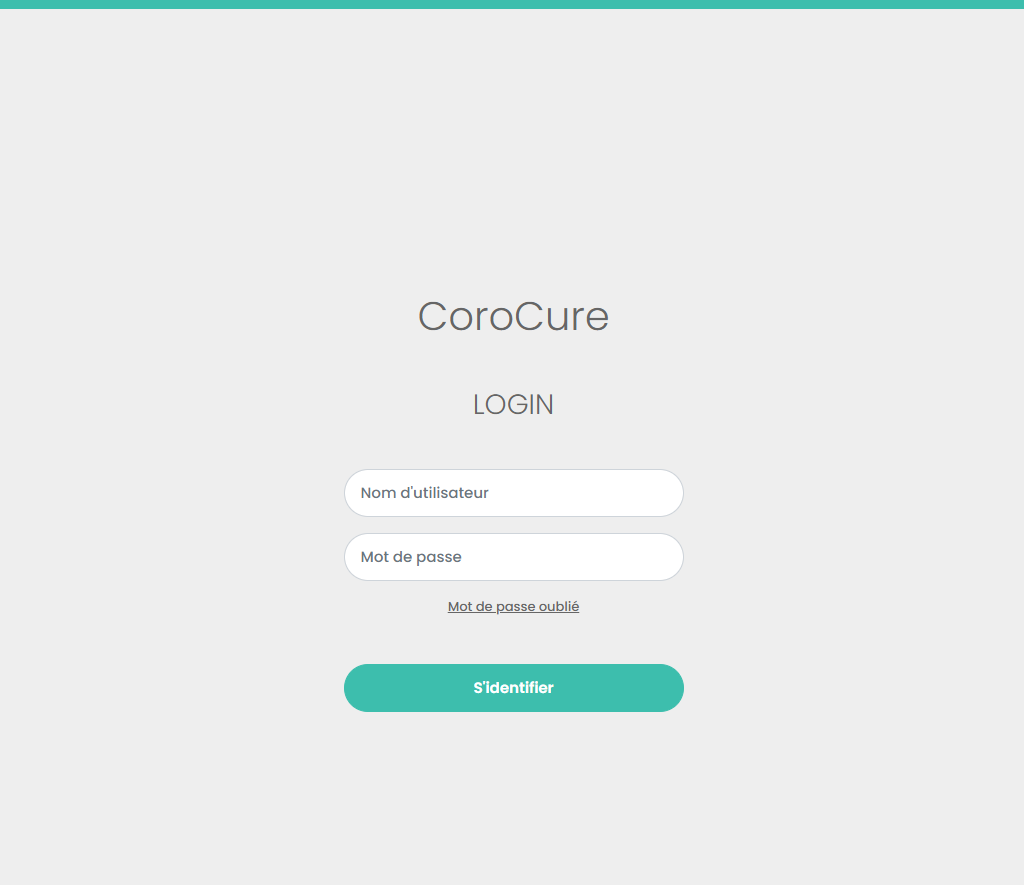 CoroCure
LOGIN
Nom d'utilisateur
Mot de passe
Mot de passe oublié
S'identifier